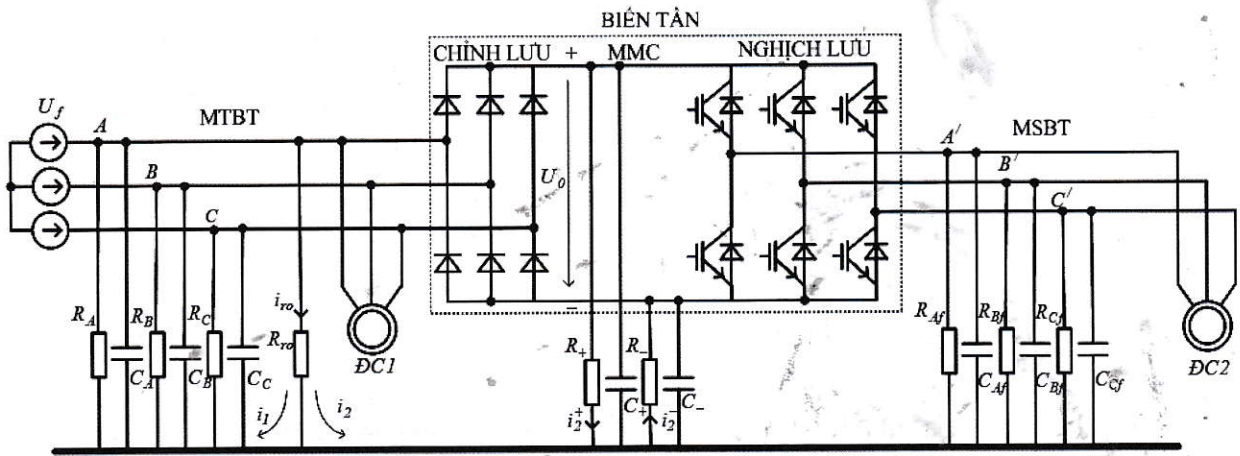 BIẾN TẦN
CHỈNH LƯU + MMC NGHỊCH LƯU
U_f A MTBT
B
C
U_0
A' MSBT
B'
C'
−
R_A R_B R_C i_ro R_ro
C_A C_B C_C
ĐC1
i_1 i_2
R_+ R_−
C_+ C_−
i_2^+ i_2^−
R_Af R_Bf R_Cf
C_Af C_Bf C_Cf
ĐC2